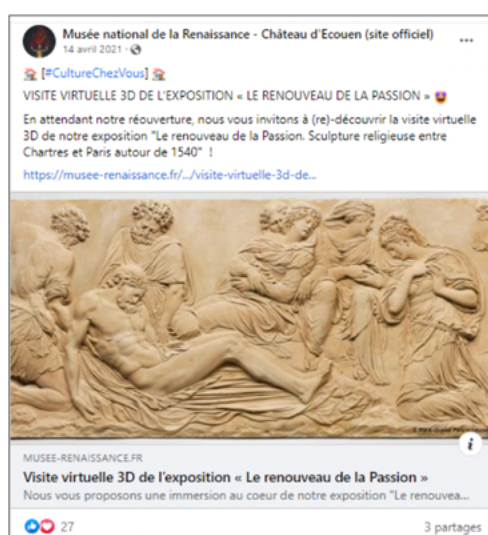 Musée national de la Renaissance - Château d'Ecouen (site officiel)
14 avril 2021 ·
[#CultureChezVous]
VISITE VIRTUELLE 3D DE L'EXPOSITION « LE RENOUVEAU DE LA PASSION »
En attendant notre réouverture, nous vous invitons à (re)-découvrir la visite virtuelle
3D de notre exposition "Le renouveau de la Passion. Sculpture religieuse entre
Chartres et Paris autour de 1540" !
https://musee-renaissance.fr/.../visite-virtuelle-3d-de...
MUSEE-RENAISSANCE.FR
Visite virtuelle 3D de l'exposition « Le renouveau de la Passion »
Nous vous proposons une immersion au coeur de notre exposition "Le renouvea...
27
3 partages